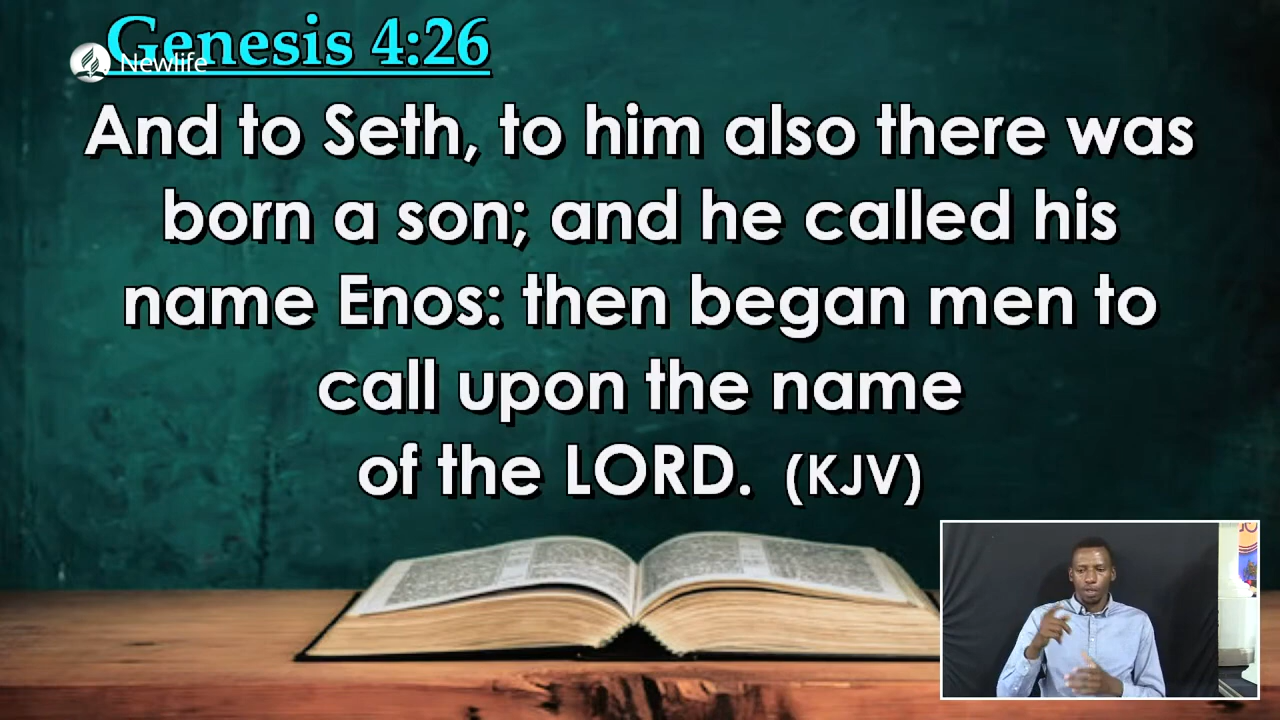 Genesis 4:26
Newlife
And to Seth, to him also there was
born a son; and he called his
name Enos: then began men to
call upon the name
of the LORD. (KJV)